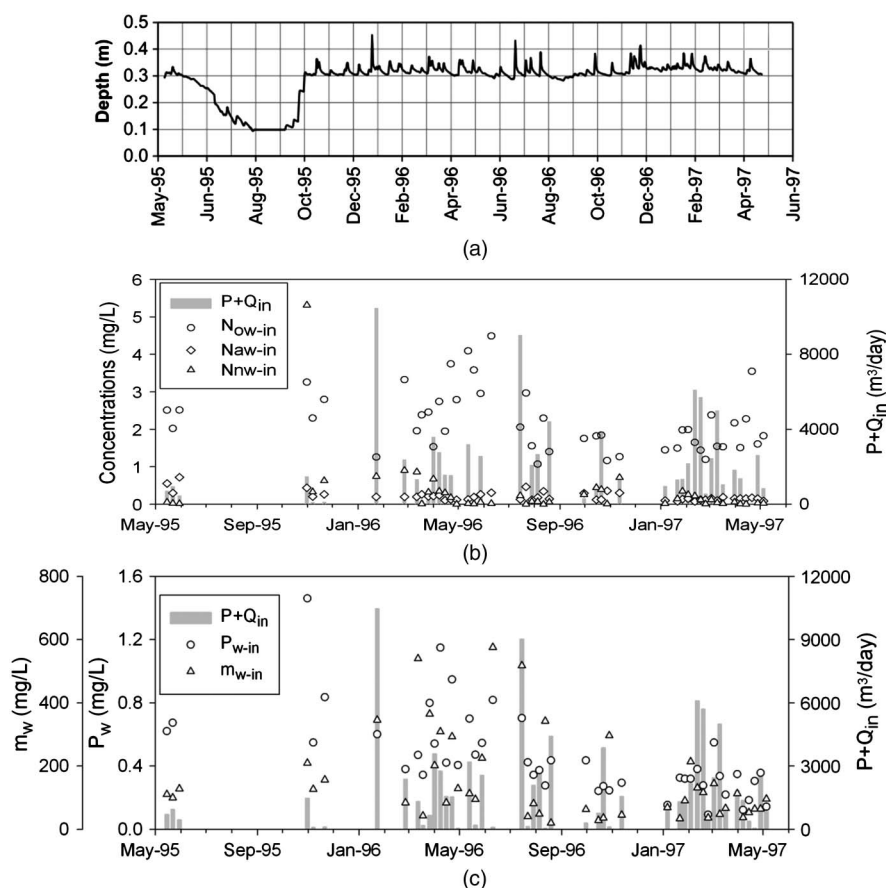 0.5
0.4
0.3
0.2
0.1
0.0
Depth (m)
May-95
Jun-95
Aug-95
Oct-95
Dec-95
Feb-96
Apr-96
Jun-96
Aug-96
Oct-96
Dec-96
Feb-97
Apr-97
Jun-97
(a)
6
5
4
3
2
1
0
Concentrations (mg/L)
P+Qin
Now-in
Naw-in
Nnw-in
12000
8000
4000
0
P+Qin (m³/day)
May-95
Sep-95
Jan-96
May-96
Sep-96
Jan-97
May-97
(b)
800
600
400
200
0
mw (mg/L)
1.6
1.2
0.8
0.4
0.0
Pw (mg/L)
P+Qin
Pw-in
mw-in
12000
9000
6000
3000
0
P+Qin (m³/day)
May-95
Sep-95
Jan-96
May-96
Sep-96
Jan-97
May-97
(c)